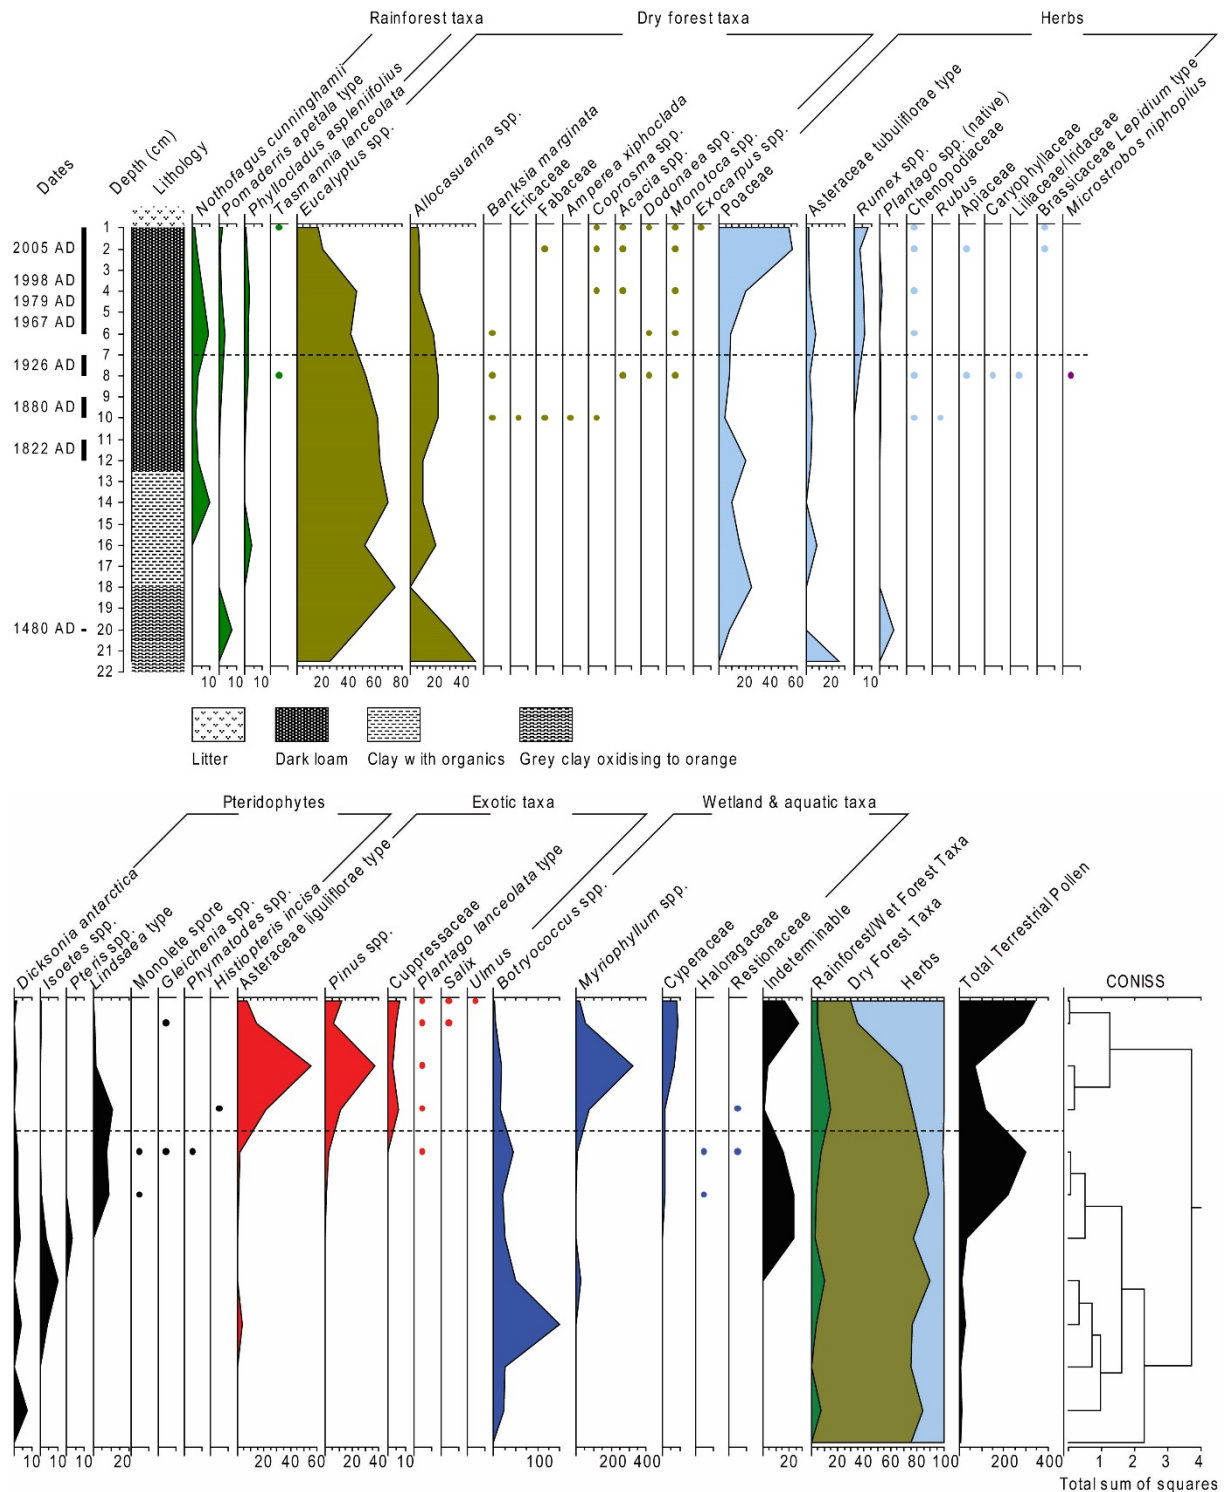 Rainforest taxa
Dry forest taxa
Herbs
Dates
Depth (cm)
Lithology
Nothofagus cunninghamii
Pomaderris apetala type
Phyllocladus aspleniifolius
Tasmannia lanceolata
Eucalyptus spp.
Allocasuarina spp.
Banksia marginata
Ericaceae
Fabaceae
Amperea xiphoclada
Coprosma spp.
Acacia spp.
Dodonaea spp.
Monotoca spp.
Exocarpus spp.
Poaceae
Asteraceae tubuliflorae type
Rumex spp.
Plantago spp. (native)
Chenopodiaceae
Rubus
Apiaceae
Caryophyllaceae
Liliaceae/Iridaceae
Brassicaceae Lepidium type
Microstrobos niphopilus
1
2005 AD 2
3
1998 AD
4
1979 AD
5
1967 AD
6
7
1926 AD
8
9
1880 AD
10
11
1822 AD
12
13
14
15
16
17
18
19
1480 AD 20
21
22
10 10 10 20 40 60 80 20 40 20 40 60 20 10
Litter
Dark loam
Clay with organics
Grey clay oxidising to orange
Pteridophytes
Exotic taxa
Wetland & aquatic taxa
Dicksonia antarctica
Isoetes spp.
Pteris spp.
Lindsaea type
Monolete spore
Gleichenia spp.
Phymatodes spp.
Histiopteris incisa
Asteraceae liguliflorae type
Pinus spp.
Cuppressaceae
Plantago lanceolata type
Salix
Ulmus
Botryococcus spp.
Myriophyllum spp.
Cyperaceae
Haloragaceae
Restionaceae
Indeterminable
Rainforest/Wet Forest Taxa
Dry Forest Taxa
Herbs
Total Terrestrial Pollen
CONISS
10 10 10 20 20 40 60 20 40 10 100 200 400 20 20 40 60 80 100 200 400 1 2 3 4
Total sum of squares